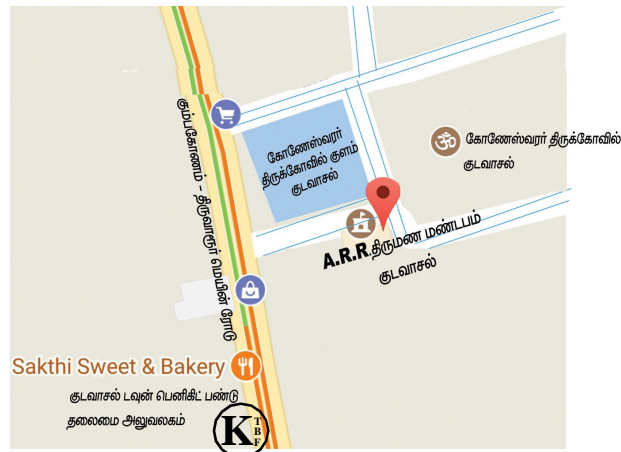 கும்பகோணம் - திருவாரூர் மெயின் ரோடு
கோணேஸ்வரர்
திருக்கோவில் குளம்
குடவாசல்
கோணேஸ்வரர் திருக்கோவில்
குடவாசல்
A.R.R.திருமண மண்டபம்
குடவாசல்
Sakthi Sweet & Bakery
குடவாசல் டவுன் பெனிகிட் பண்டு
தலைமை அலுவலகம்
K
T
B
F